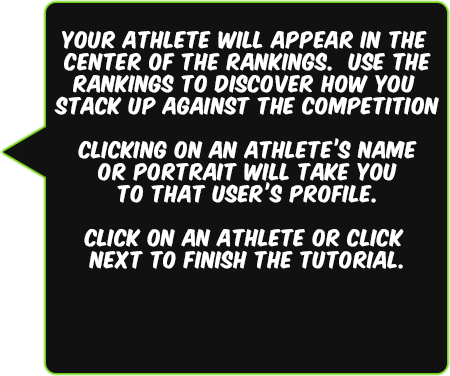 YOUR ATHLETE WILL APPEAR IN THE
CENTER OF THE RANKINGS. USE THE
RANKINGS TO DISCOVER HOW YOU
STACK UP AGAINST THE COMPETITION
CLICKING ON AN ATHLETE'S NAME
OR PORTRAIT WILL TAKE YOU
TO THAT USER'S PROFILE.
CLICK ON AN ATHLETE OR CLICK
NEXT TO FINISH THE TUTORIAL.